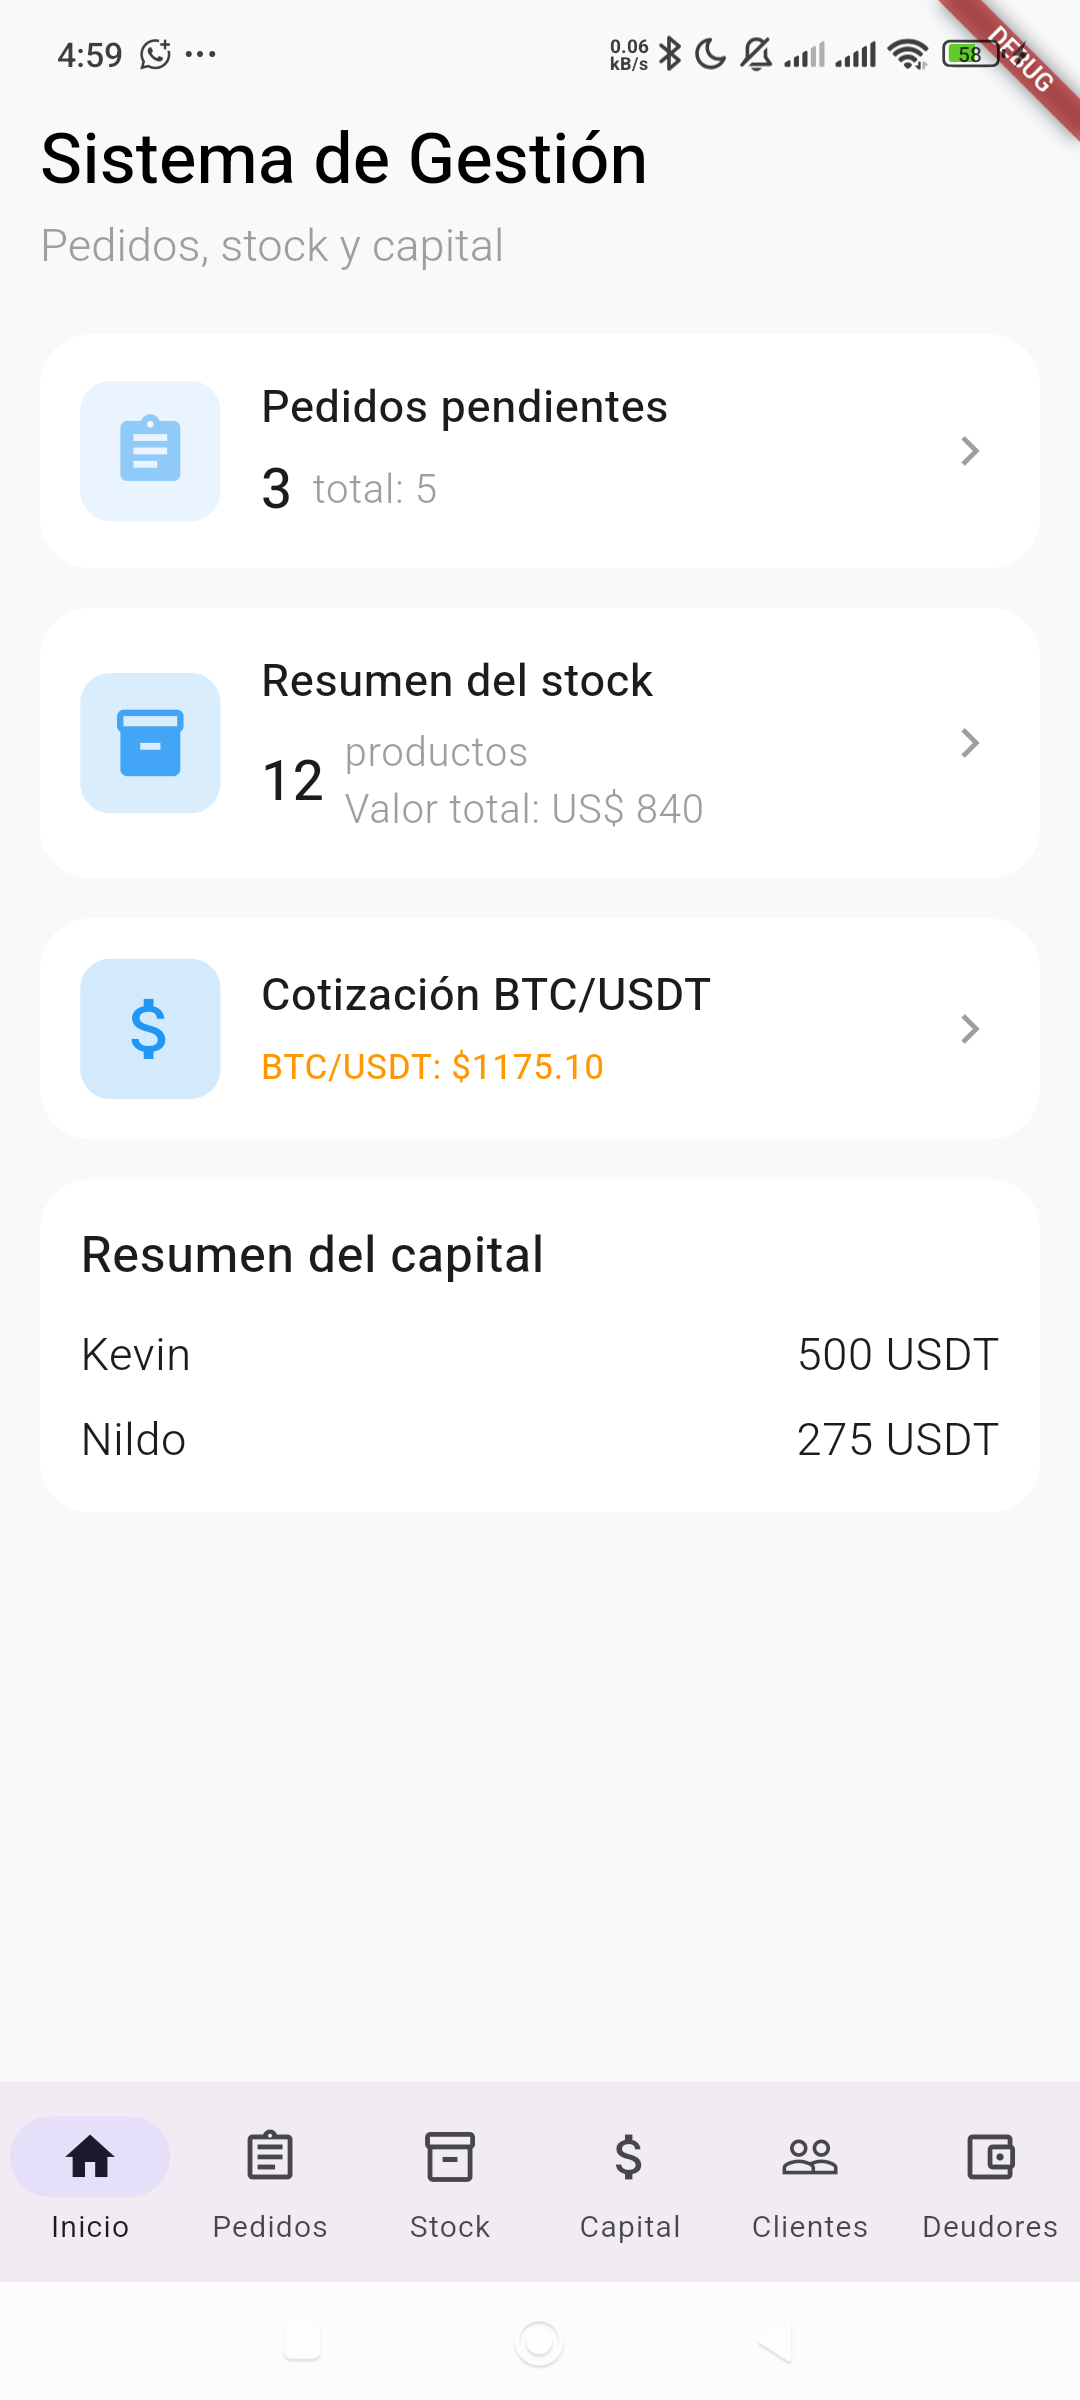 4:59
0.06
kB/s
58
DEBUG
Sistema de Gestión
Pedidos, stock y capital
Pedidos pendientes
3 total: 5
Resumen del stock
12
productos
Valor total: US$ 840
$
Cotización BTC/USDT
BTC/USDT: $1175.10
Resumen del capital
Kevin 500 USDT
Nildo 275 USDT
$
Inicio Pedidos Stock Capital Clientes Deudores